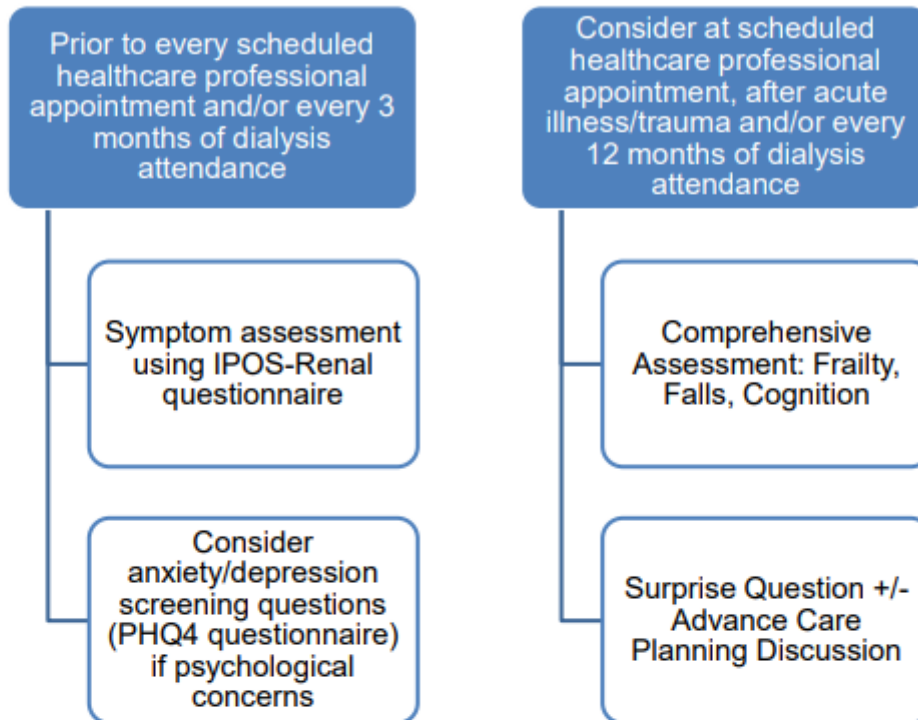 Prior to every scheduled
healthcare professional
appointment and/or every 3
months of dialysis
attendance
Symptom assessment
using IPOS-Renal
questionnaire
Consider
anxiety/depression
screening questions
(PHQ4 questionnaire)
if psychological
concerns
Consider at scheduled
healthcare professional
appointment, after acute
illness/trauma and/or every
12 months of dialysis
attendance
Comprehensive
Assessment: Frailty,
Falls, Cognition
Surprise Question +/-
Advance Care
Planning Discussion